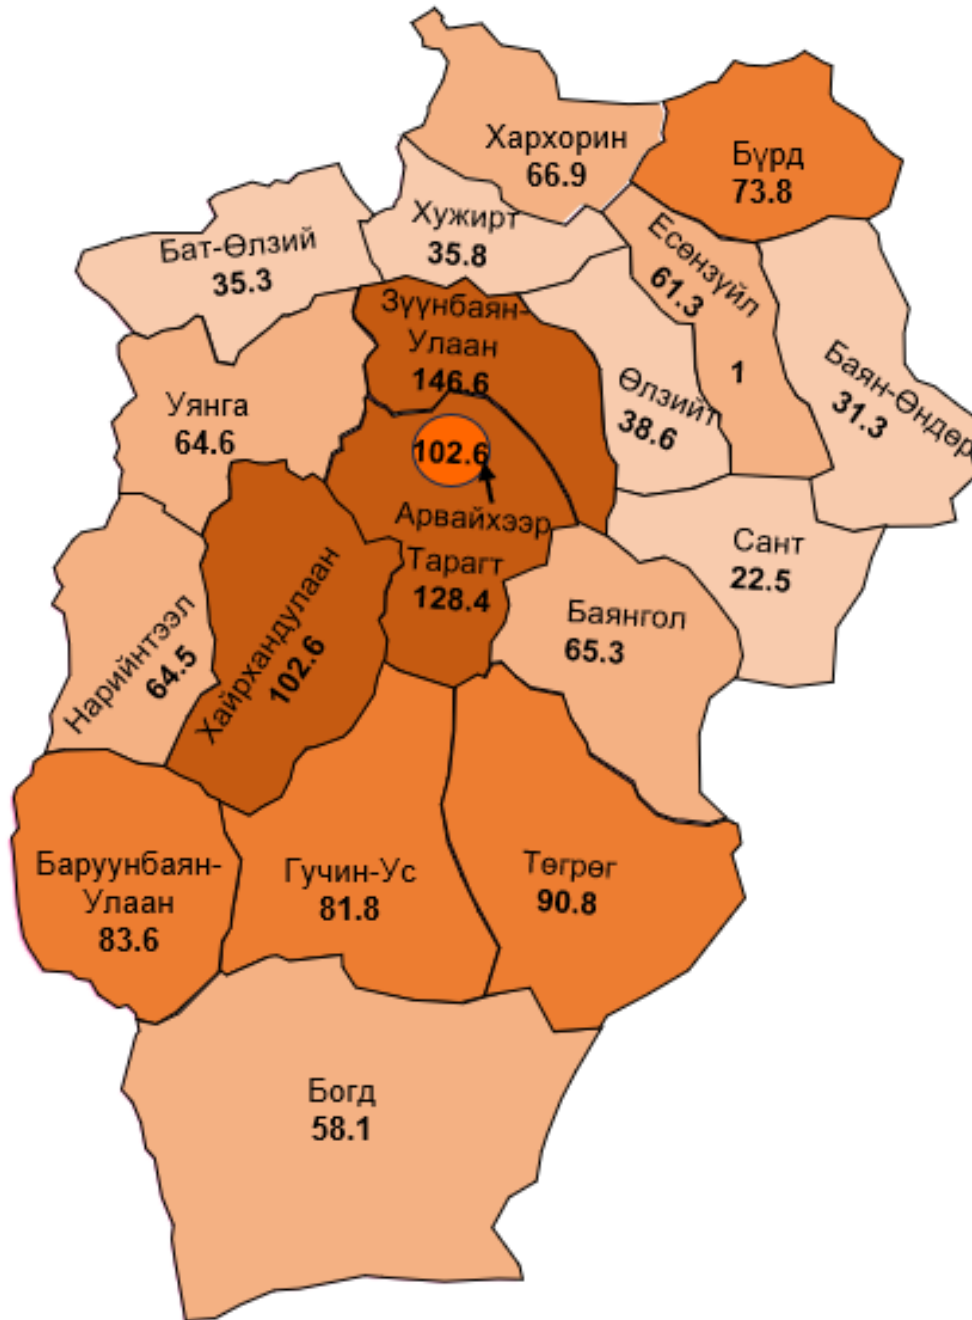 Хархорин
66.9
Бүрд
73.8
Хужирт
35.8
Бат-Өлзий
35.3
Есөнзүйл
61.3
1
Зүүнбаян-
Улаан
146.6
Өлзийт
38.6
Баян-Өндөр
31.3
Уянга
64.6
102.6
Арвайхээр
Тарагт
128.4
Сант
22.5
Баянгол
65.3
Нарийнтээл
64.5
Хайрхандулаан
102.6
Баруунбаян-
Улаан
83.6
Гучин-Ус
81.8
Төгрөг
90.8
Богд
58.1